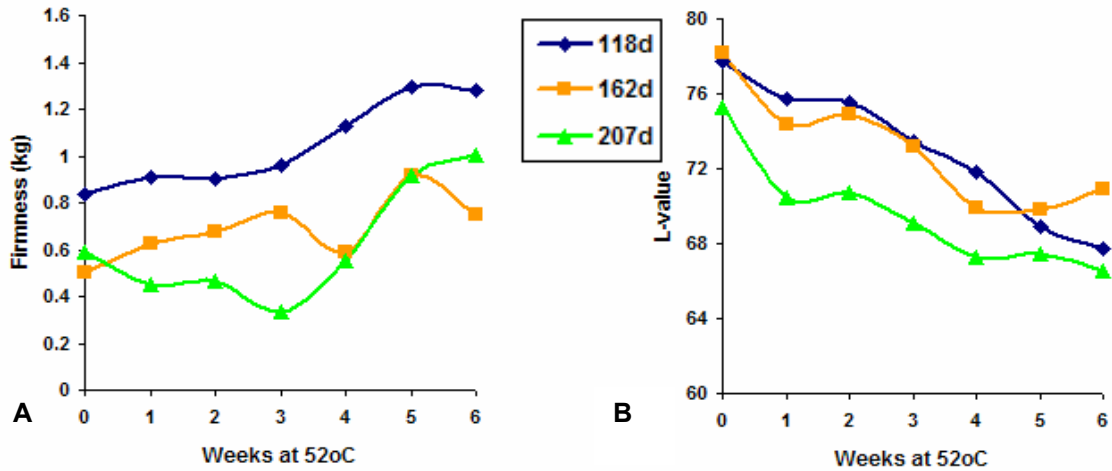 1.6
1.4
1.2
1
0.8
0.6
0.4
0.2
0
Firmness (kg)
0 1 2 3 4 5 6
Weeks at 52oC
A
118d
162d
207d
80
76
72
68
64
60
L-value
0 1 2 3 4 5 6
Weeks at 52oC
B